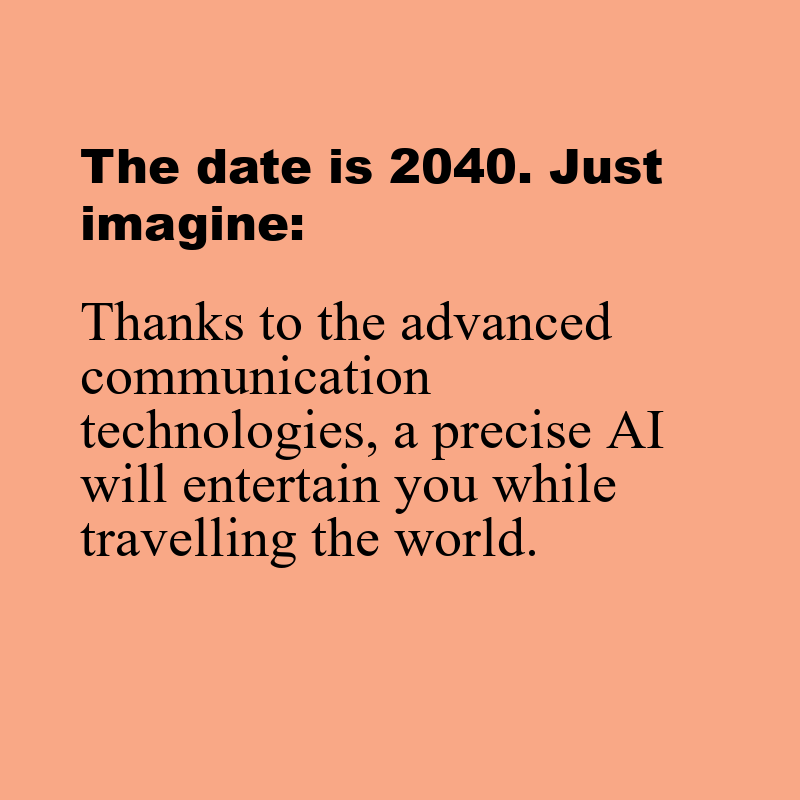 The date is 2040. Just
imagine:
Thanks to the advanced
communication
technologies, a precise AI
will entertain you while
travelling the world.